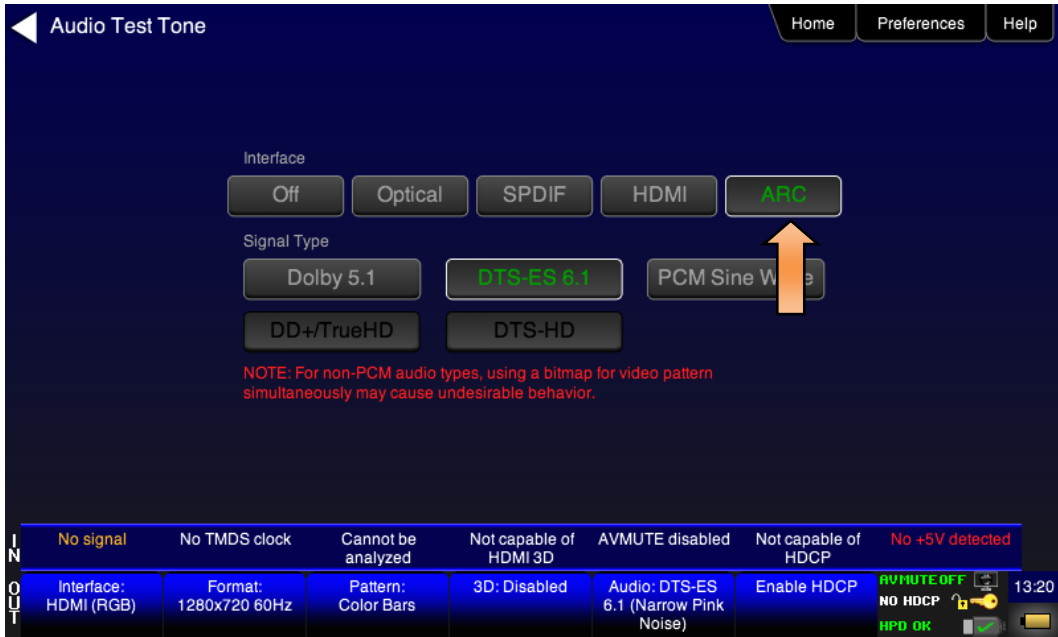 Audio Test Tone
Home
Preferences
Help
Interface
Off
Optical
SPDIF
HDMI
ARC
Signal Type
Dolby 5.1
DTS-ES 6.1
PCM Sine
DD+/TrueHD
DTS-HD
NOTE: For non-PCM audio types, using a bitmap for video pattern
simultaneously may cause undesirable behavior.
IN
No signal
No TMDS clock
Cannot be
analyzed
Not capable of
HDMI 3D
AVMUTE disabled
Not capable of
HDCP
No +5V detected
OUT
Interface:
HDMI (RGB)
Format:
1280x720 60Hz
Pattern:
Color Bars
3D: Disabled
Audio: DTS-ES
6.1 (Narrow Pink
Noise)
Enable HDCP
AVMUTE OFF
NO HDCP
HPD OK
13:20